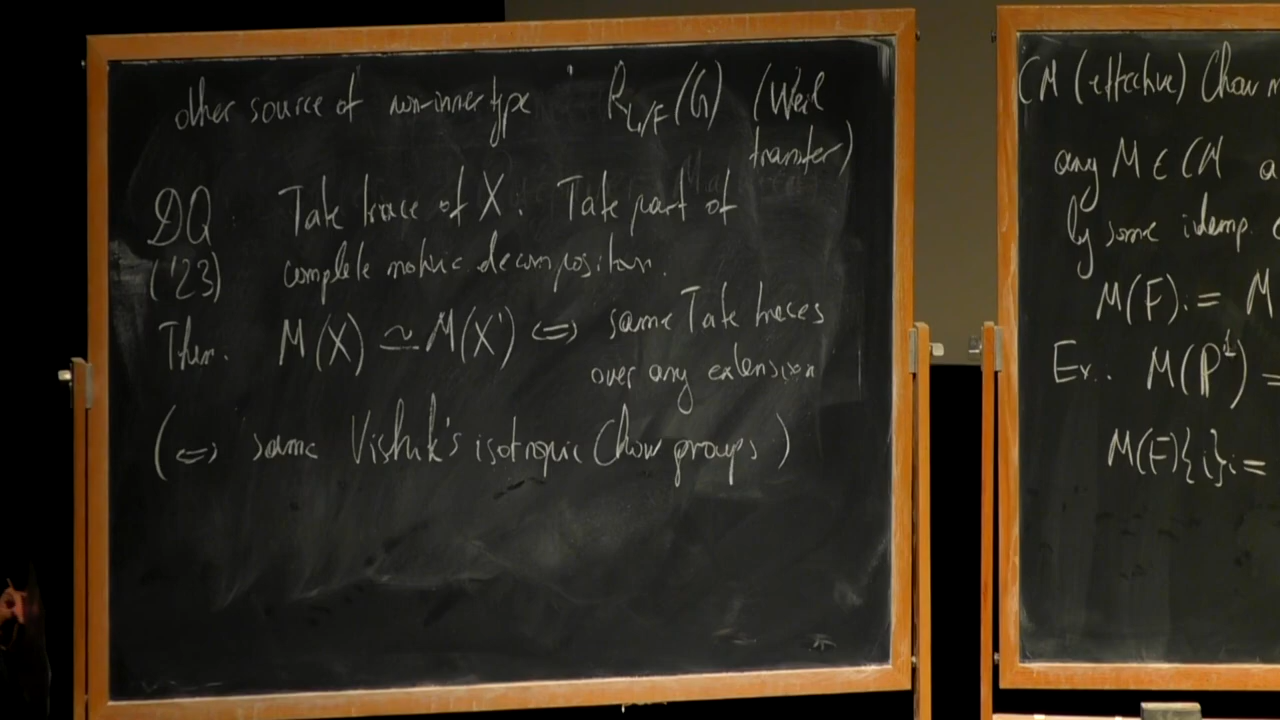 other source of non-inner type R_{L/F}(G) (Weil
transfer)
DQ : Tate trace of X : Tate part of
('23) complete motivic decomposition.
Thm. M(X) ≃ M(X') ⇔ same Tate traces
over any extension
(⇔ same Vishik's isotropic Chow groups)
CM (effective) Chow m
any M ∈ CM a
by some idemp.
M(F) := M
Ex. M(P^1) =
M(F){i} :=